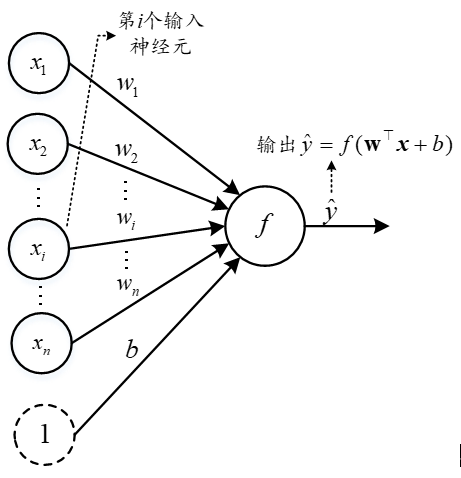 第i个输入
神经元
x₁
w₁
x₂
w₂
输出 ŷ = f(𝐰^⊤𝒙 + b)
⋮
⋮
wᵢ
f
ŷ
xᵢ
⋮
⋮
wₙ
xₙ
b
1